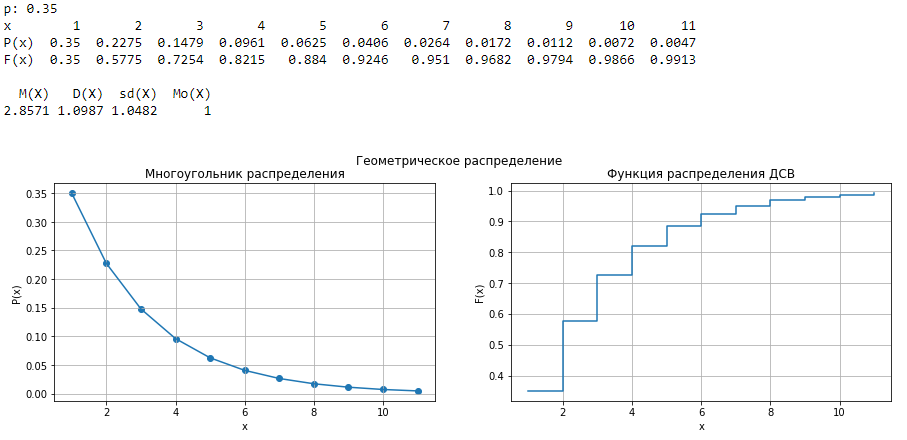 p: 0.35
x 1 2 3 4 5 6 7 8 9 10 11
P(x) 0.35 0.2275 0.1479 0.0961 0.0625 0.0406 0.0264 0.0172 0.0112 0.0072 0.0047
F(x) 0.35 0.5775 0.7254 0.8215 0.884 0.9246 0.951 0.9682 0.9794 0.9866 0.9913
M(X) D(X) sd(X) Mo(X)
2.8571 1.0987 1.0482 1
Геометрическое распределение
Многоугольник распределения
0.35
0.30
0.25
0.20
0.15
0.10
0.05
0.00
P(x)
2 4 6 8 10
x
Функция распределения ДСВ
1.0
0.9
0.8
0.7
0.6
0.5
0.4
F(x)
2 4 6 8 10
x